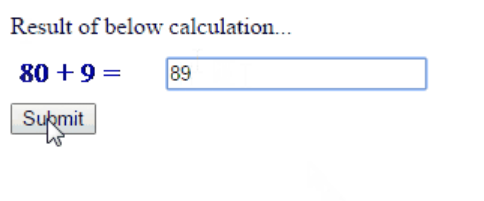 Result of below calculation...
80 + 9 = 89
Submit